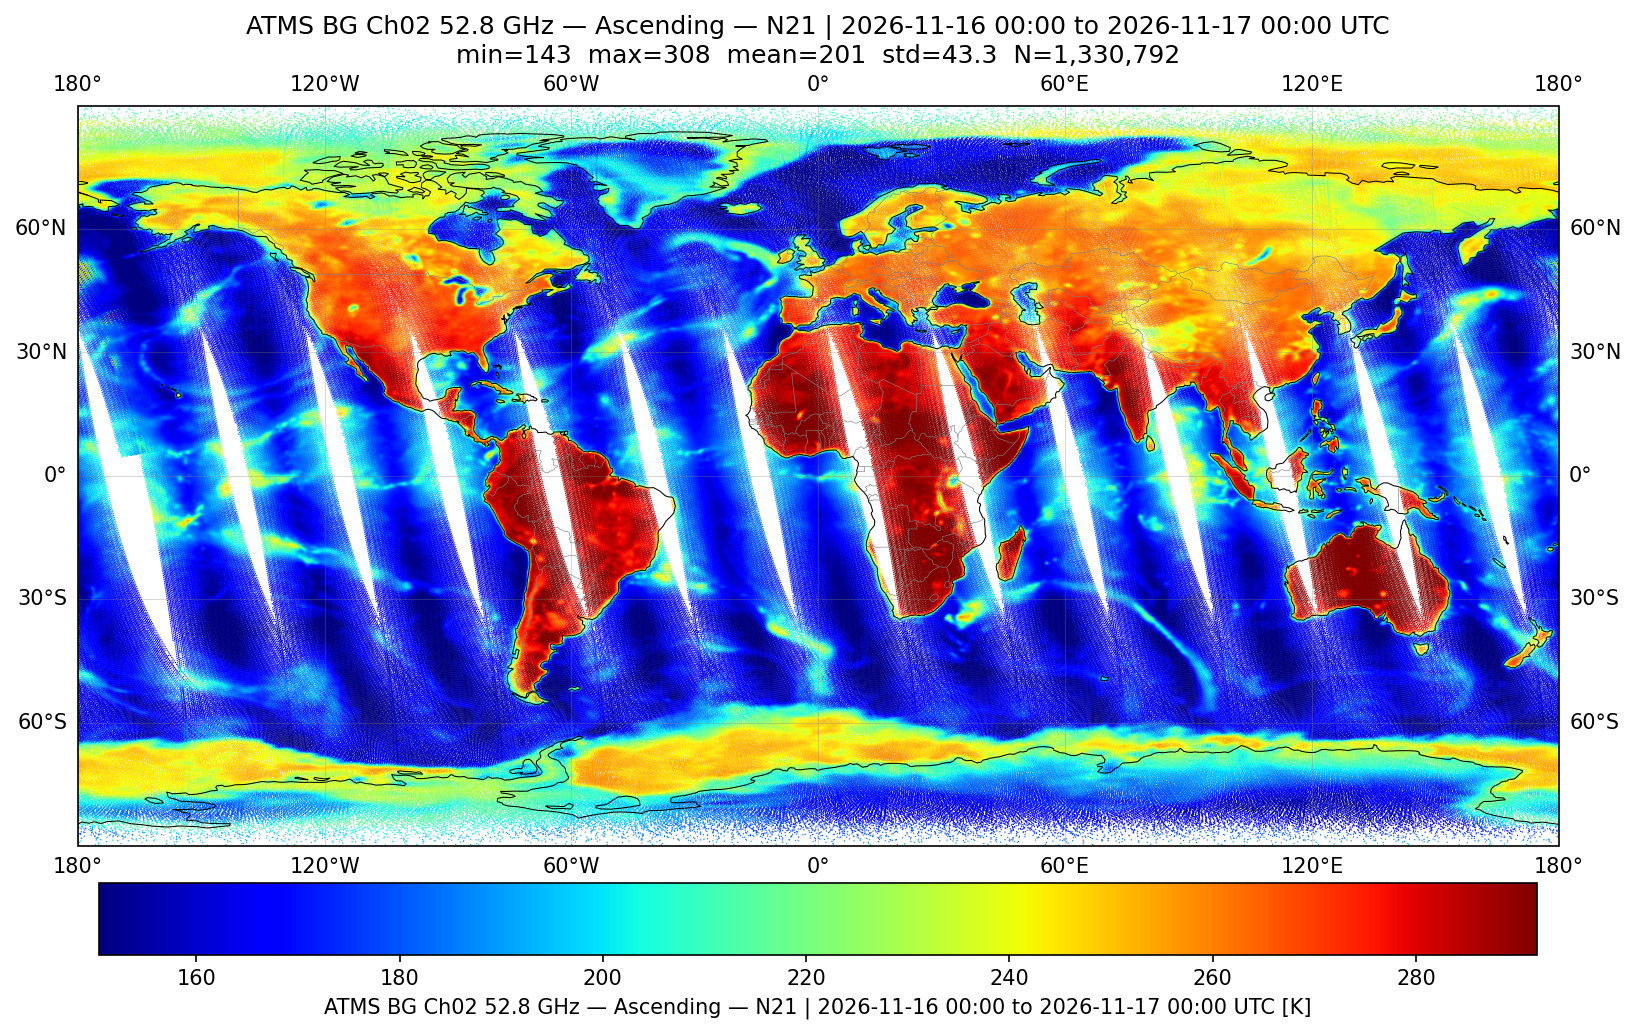 ATMS BG Ch02 52.8 GHz — Ascending — N21 | 2026-11-16 00:00 to 2026-11-17 00:00 UTC
min=143  max=308  mean=201  std=43.3  N=1,330,792
180° 120°W 60°W 0° 60°E 120°E 180°
60°N 60°N
30°N 30°N
0° 0°
30°S 30°S
60°S 60°S
180° 120°W 60°W 0° 60°E 120°E 180°
160 180 200 220 240 260 280
ATMS BG Ch02 52.8 GHz — Ascending — N21 | 2026-11-16 00:00 to 2026-11-17 00:00 UTC [K]